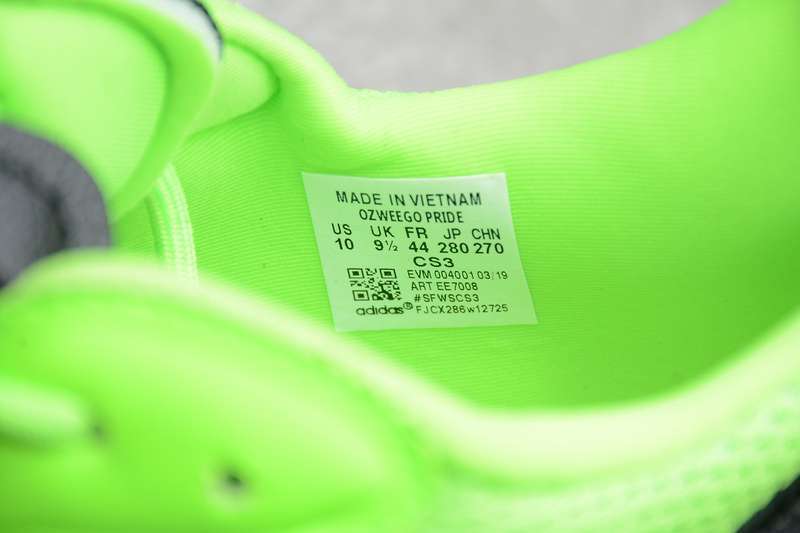 MADE IN VIETNAM
OZWEEGO PRIDE
US UK FR JP CHN
10 9½ 44 280 270
CS3
EVM 004001 03/19
ART EE7008
#SFWSCS3
adidas® FJCX286w12725